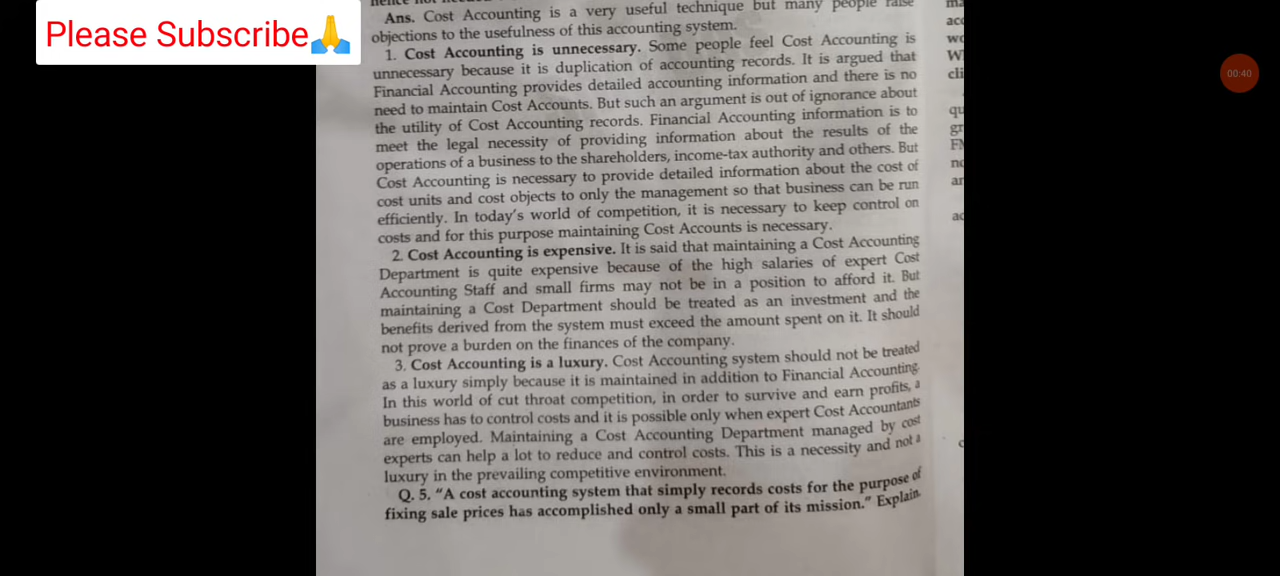 Please Subscribe🙏
00:40
Ans. Cost Accounting is a very useful technique but many people raise
objections to the usefulness of this accounting system.
1. Cost Accounting is unnecessary. Some people feel Cost Accounting is
unnecessary because it is duplication of accounting records. It is argued that
Financial Accounting provides detailed accounting information and there is no
need to maintain Cost Accounts. But such an argument is out of ignorance about
the utility of Cost Accounting records. Financial Accounting information is to
meet the legal necessity of providing information about the results of the
operations of a business to the shareholders, income-tax authority and others. But
Cost Accounting is necessary to provide detailed information about the cost of
cost units and cost objects to only the management so that business can be run
efficiently. In today's world of competition, it is necessary to keep control on
costs and for this purpose maintaining Cost Accounts is necessary.
2. Cost Accounting is expensive. It is said that maintaining a Cost Accounting
Department is quite expensive because of the high salaries of expert Cost
Accounting Staff and small firms may not be in a position to afford it. But
maintaining a Cost Department should be treated as an investment and the
benefits derived from the system must exceed the amount spent on it. It should
not prove a burden on the finances of the company.
3. Cost Accounting is a luxury. Cost Accounting system should not be treated
as a luxury simply because it is maintained in addition to Financial Accounting.
In this world of cut throat competition, in order to survive and earn profits, a
business has to control costs and it is possible only when expert Cost Accountants
are employed. Maintaining a Cost Accounting Department managed by cost
experts can help a lot to reduce and control costs. This is a necessity and not a
luxury in the prevailing competitive environment.
Q. 5. "A cost accounting system that simply records costs for the purpose of
fixing sale prices has accomplished only a small part of its mission." Explain.